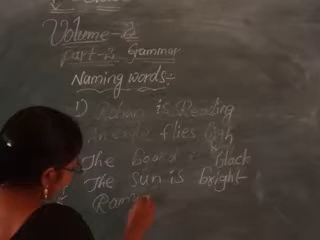 Volume-2
Part-2 Grammar
Naming words:-
1) Rohan is Reading
An eagle flies high
The board is black
The sun is bright
Ram